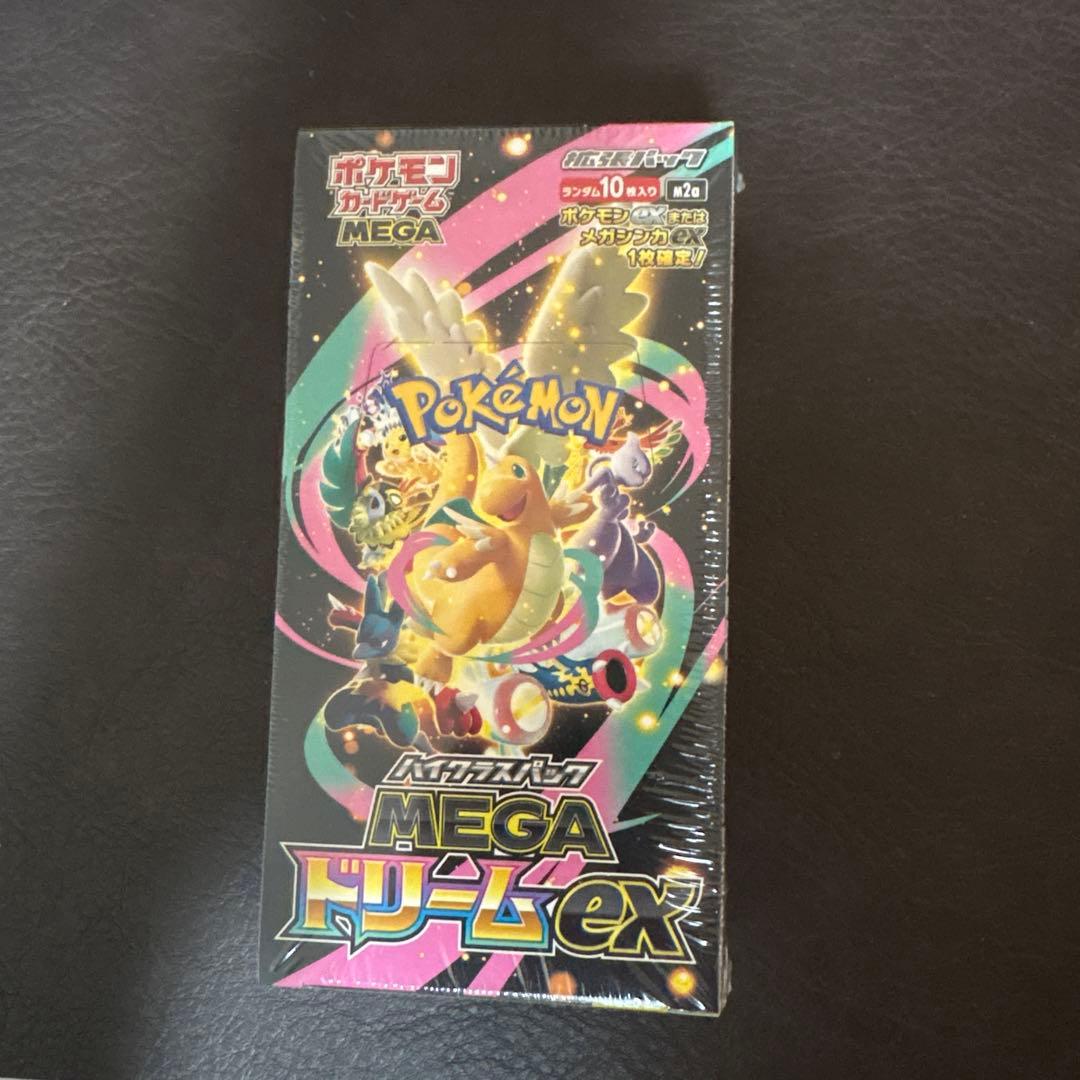 ポケモン
カードゲーム
MEGA
拡張パック
ランダム10枚入り M2a
ポケモンexまたは
メガシンカex
1枚確定!
POKéMON
ハイクラスパック
MEGA
ドリームex